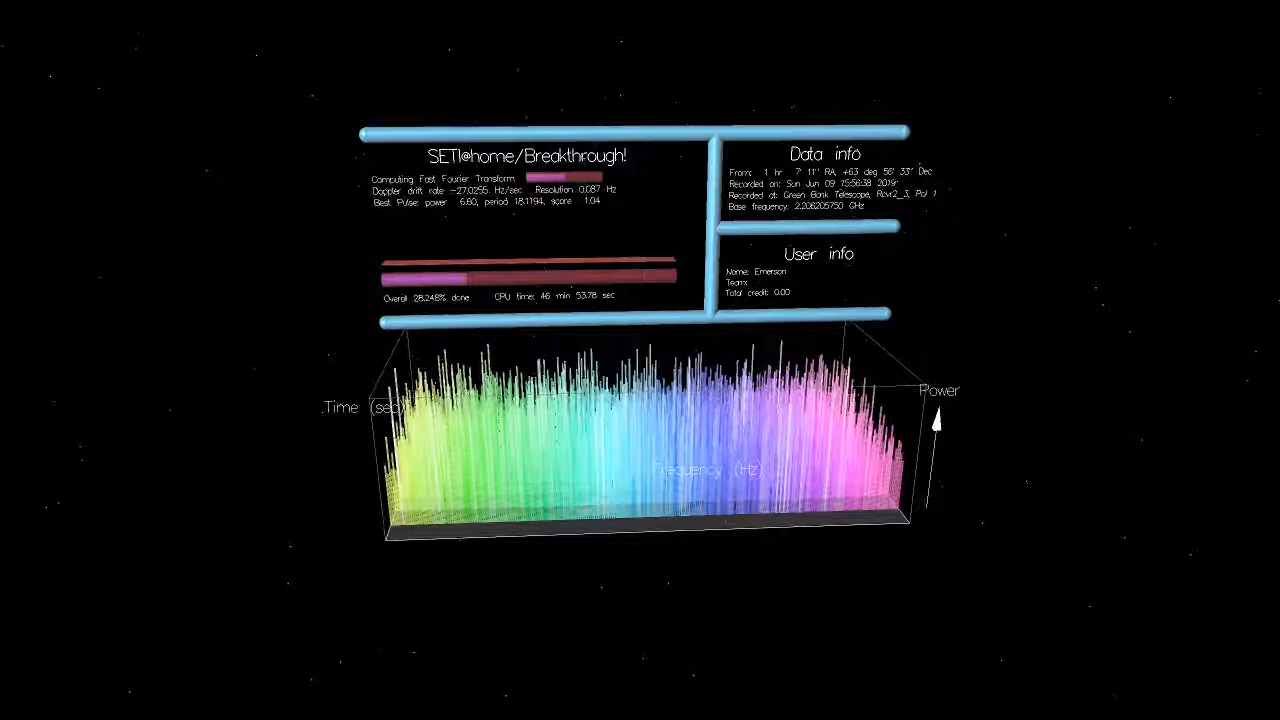 SETI@home/Breakthrough!
Computing Fast Fourier Transform
Doppler drift rate -27.0255 Hz/sec Resolution 0.087 Hz
Best Pulse: power 6.80, period 18.1194, score 1.04
Overall 28.248% done CPU time: 46 min 53.78 sec
Data info
From: 1 hr 7' 11'' RA, +63 deg 56' 33'' Dec
Recorded on: Sun Jun 09 15:56:38 2019
Recorded at: Green Bank Telescope, Rcvr2_3, Pol 1
Base frequency: 2.206205750 GHz
User info
Name: Emerson
Team:
Total credit: 0.00
Time (sec)
Power
Frequency (Hz)